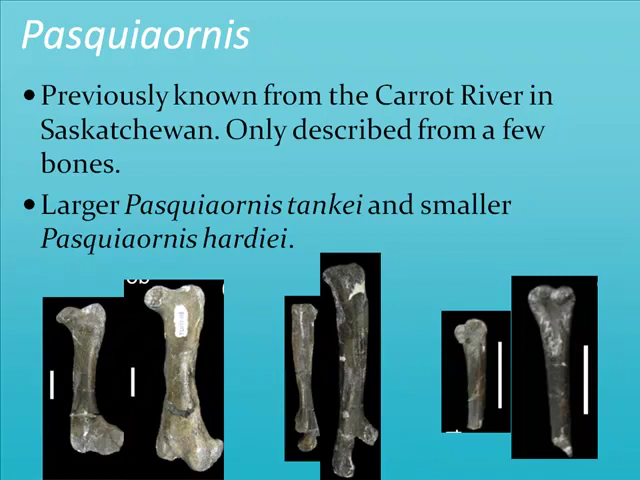 Pasquiaornis
• Previously known from the Carrot River in
Saskatchewan. Only described from a few
bones.
• Larger Pasquiaornis tankei and smaller
Pasquiaornis hardiei.